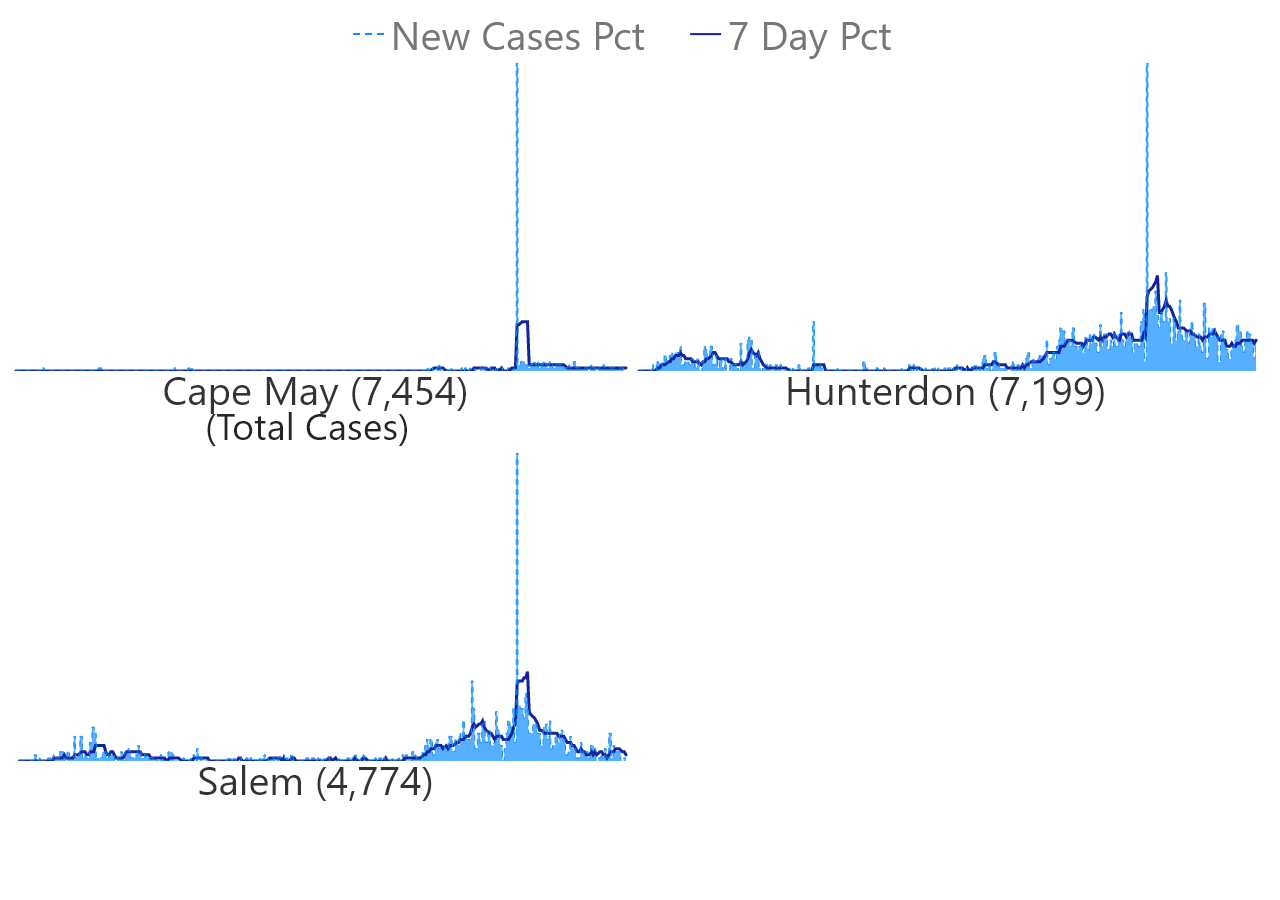 New Cases Pct 7 Day Pct
Cape May (7,454)
(Total Cases)
Hunterdon (7,199)
Salem (4,774)